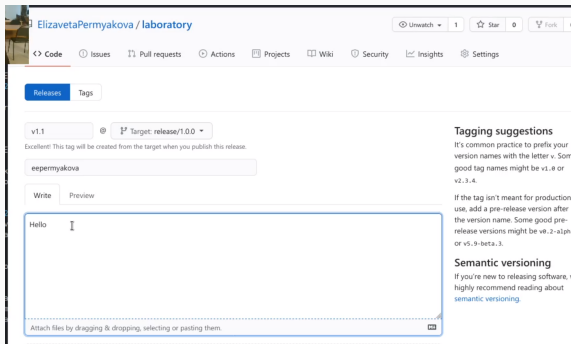 ElizavetaPermyakova / laboratory
Unwatch 1 Star 0 Fork
Code Issues Pull requests Actions Projects Wiki Security Insights Settings
Releases Tags
v1.1 @ Target: release/1.0.0
Excellent! This tag will be created from the target when you publish this release.
eepermyakova
Write Preview
Hello
Attach files by dragging & dropping, selecting or pasting them.
Tagging suggestions
It's common practice to prefix your
version names with the letter v. Som
good tag names might be v1.0 or
v2.3.4.
If the tag isn't meant for production
use, add a pre-release version after
the version name. Some good pre-
release versions might be v0.2-alph
or v5.9-beta.3.
Semantic versioning
If you're new to releasing software,
highly recommend reading about
semantic versioning.